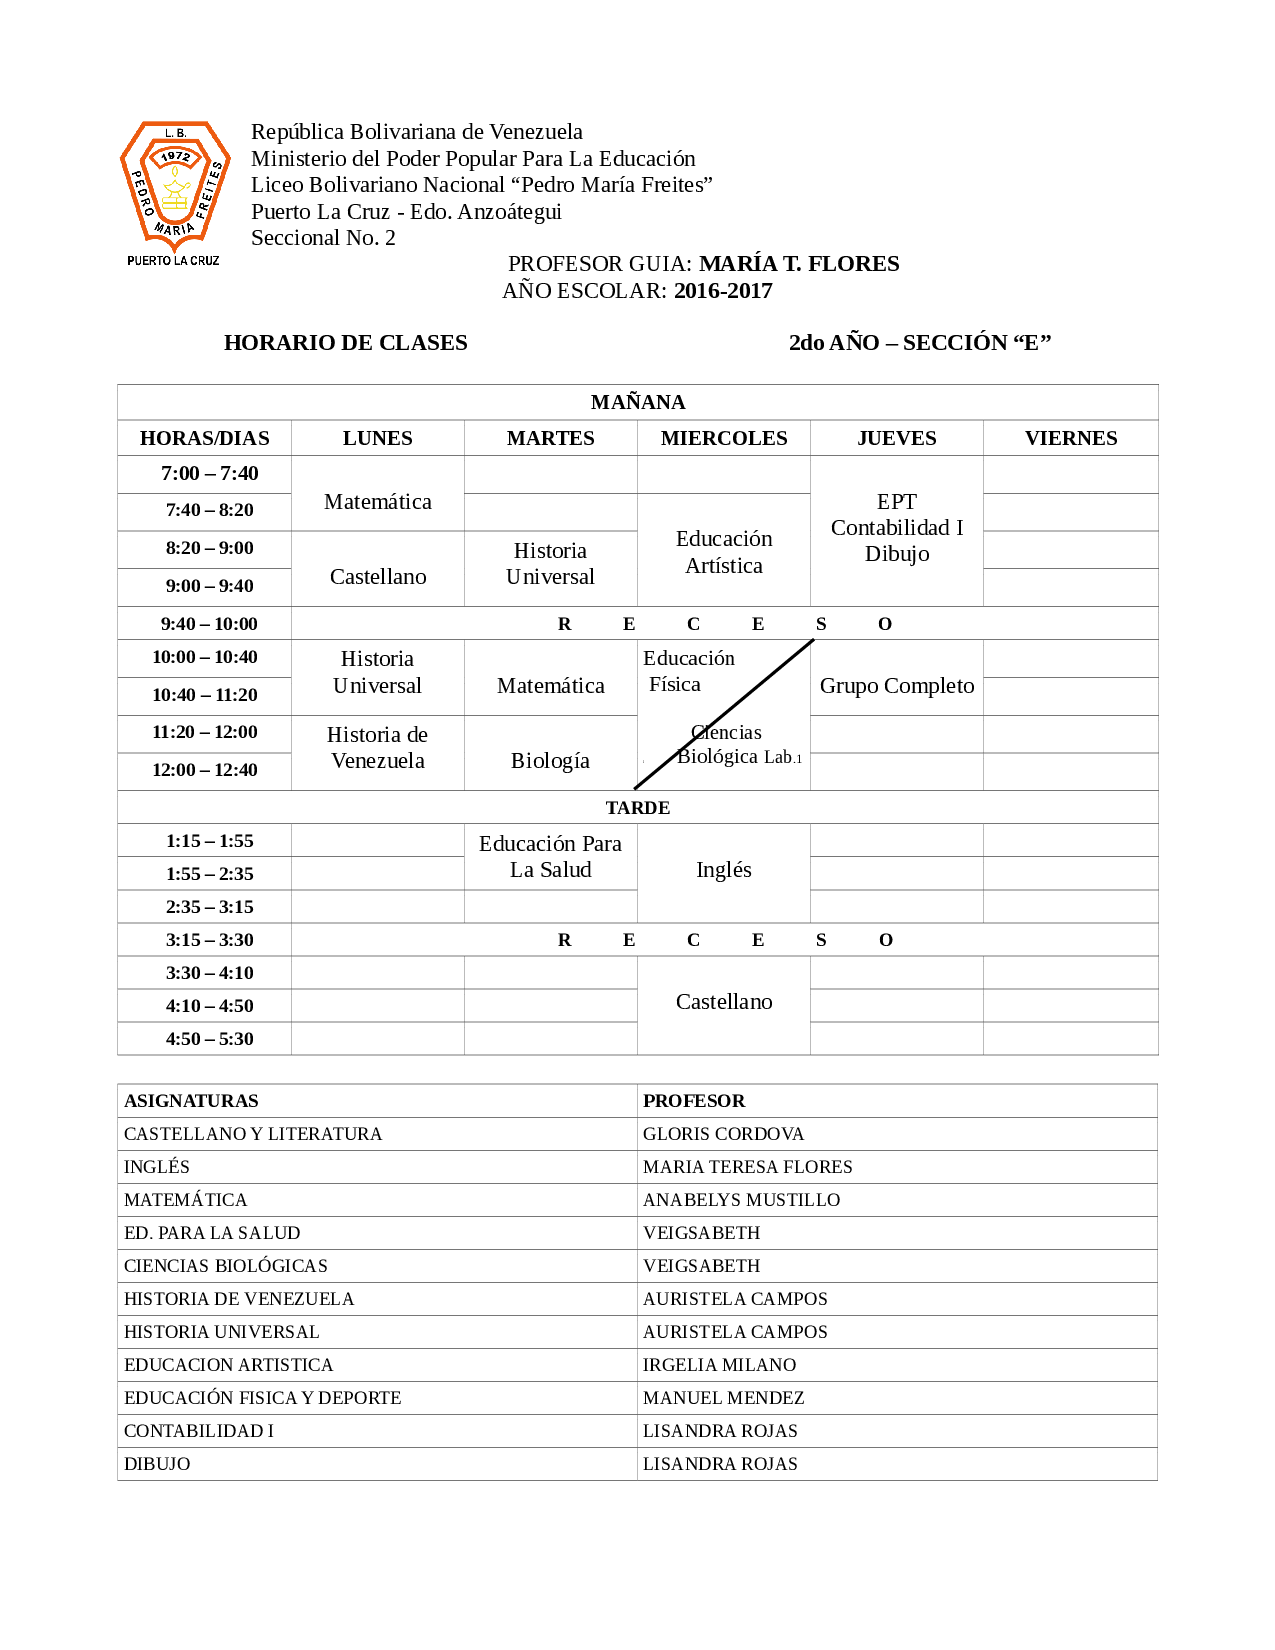 L. B.
1972
PEDRO MARIA FREITES
PUERTO LA CRUZ
República Bolivariana de Venezuela
Ministerio del Poder Popular Para La Educación
Liceo Bolivariano Nacional “Pedro María Freites”
Puerto La Cruz - Edo. Anzoátegui
Seccional No. 2
PROFESOR GUIA: MARÍA T. FLORES
AÑO ESCOLAR: 2016-2017
HORARIO DE CLASES 2do AÑO – SECCIÓN “E”
MAÑANA
HORAS/DIAS LUNES MARTES MIERCOLES JUEVES VIERNES
7:00 – 7:40
7:40 – 8:20
8:20 – 9:00
9:00 – 9:40
Matemática
Castellano
Historia
Universal
Educación
Artística
EPT
Contabilidad I
Dibujo
9:40 – 10:00 R E C E S O
10:00 – 10:40
10:40 – 11:20
11:20 – 12:00
12:00 – 12:40
Historia
Universal
Historia de
Venezuela
Matemática
Biología
Educación
Física
Ciencias
Biológica Lab.1
Grupo Completo
TARDE
1:15 – 1:55
1:55 – 2:35
2:35 – 3:15
Educación Para
La Salud
Inglés
3:15 – 3:30 R E C E S O
3:30 – 4:10
4:10 – 4:50
4:50 – 5:30
Castellano
ASIGNATURAS PROFESOR
CASTELLANO Y LITERATURA GLORIS CORDOVA
INGLÉS MARIA TERESA FLORES
MATEMÁTICA ANABELYS MUSTILLO
ED. PARA LA SALUD VEIGSABETH
CIENCIAS BIOLÓGICAS VEIGSABETH
HISTORIA DE VENEZUELA AURISTELA CAMPOS
HISTORIA UNIVERSAL AURISTELA CAMPOS
EDUCACION ARTISTICA IRGELIA MILANO
EDUCACIÓN FISICA Y DEPORTE MANUEL MENDEZ
CONTABILIDAD I LISANDRA ROJAS
DIBUJO LISANDRA ROJAS